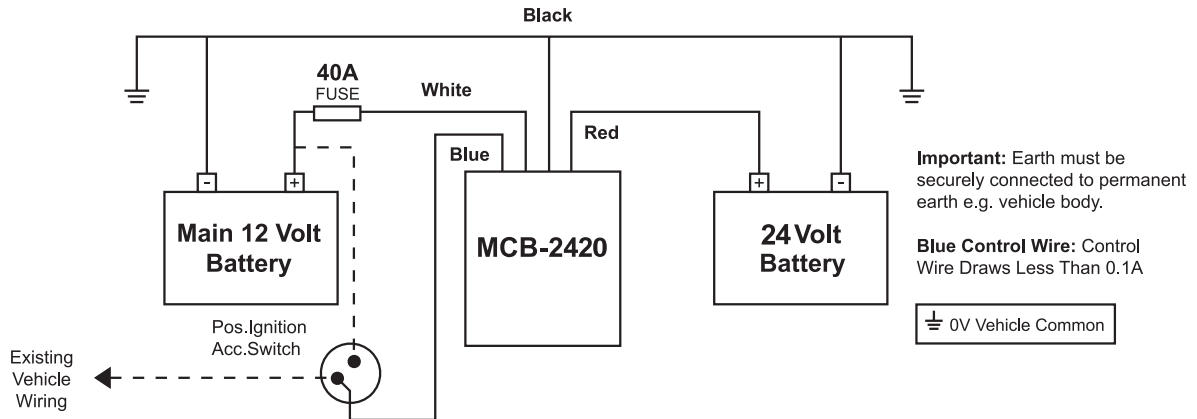 Black
40A
FUSE
White
Blue
Red
-
+
Main 12 Volt
Battery
MCB-2420
+
-
24 Volt
Battery
Important: Earth must be
securely connected to permanent
earth e.g. vehicle body.
Blue Control Wire: Control
Wire Draws Less Than 0.1A
0V Vehicle Common
Pos.Ignition
Acc.Switch
Existing
Vehicle
Wiring